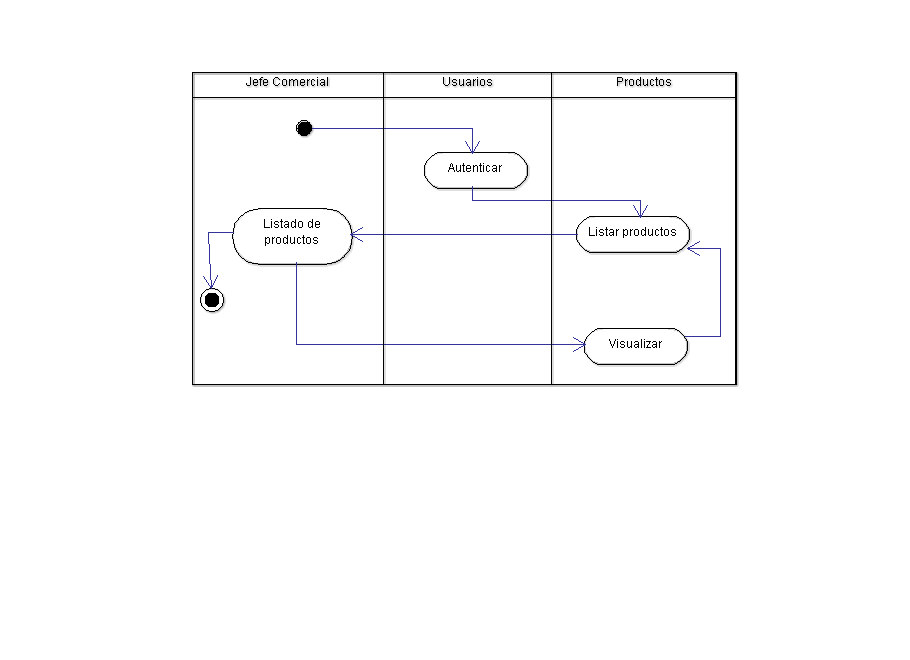 Jefe Comercial
Usuarios
Productos
Autenticar
Listado de
productos
Listar productos
Visualizar